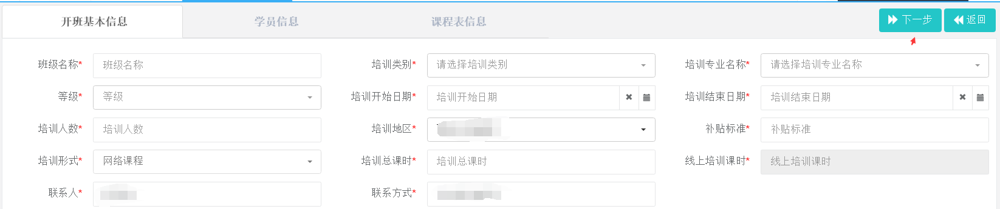 开班基本信息 学员信息 课程表信息 下一步 返回
班级名称* 班级名称 培训类别* 请选择培训类别 培训专业名称* 请选择培训专业名称
等级* 等级 培训开始日期* 培训开始日期 培训结束日期* 培训结束日期
培训人数* 培训人数 培训地区* 补贴标准* 补贴标准
培训形式* 网络课程 培训总课时* 培训总课时 线上培训课时* 线上培训课时
联系人* 联系方式*